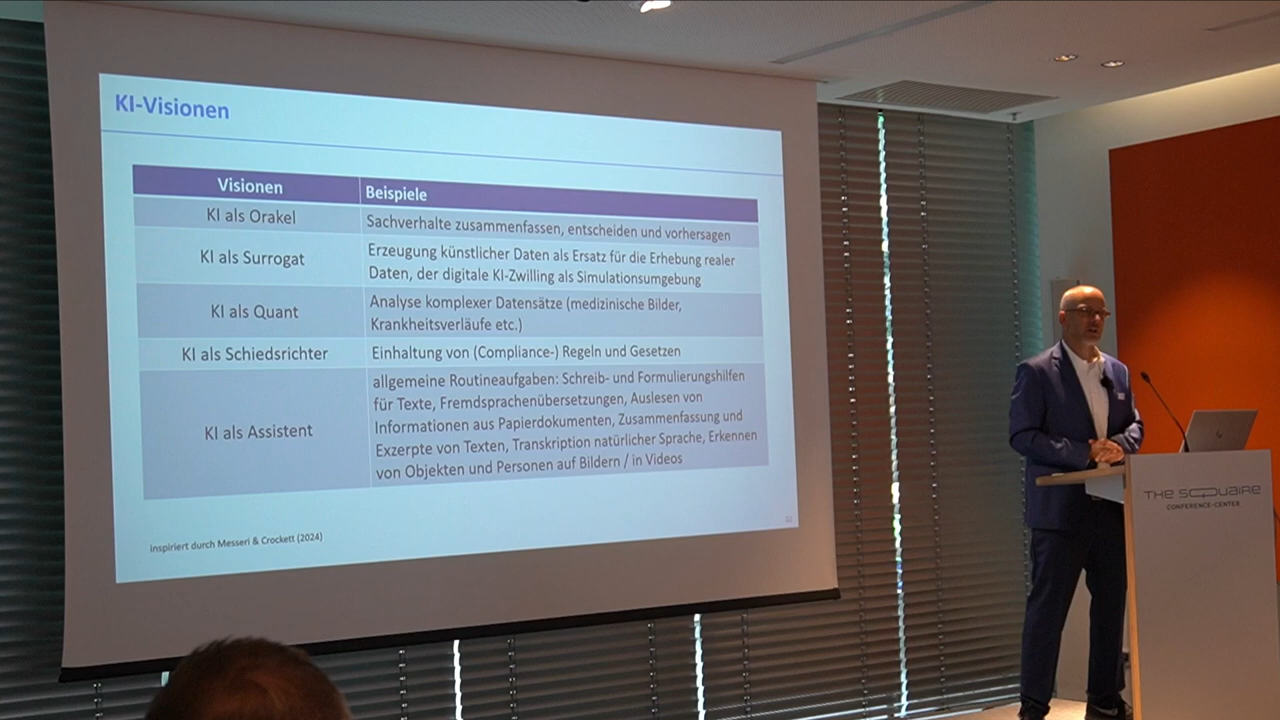 KI-Visionen
Visionen
Beispiele
KI als Orakel
Sachverhalte zusammenfassen, entscheiden und vorhersagen
KI als Surrogat
Erzeugung künstlicher Daten als Ersatz für die Erhebung realer
Daten, der digitale KI-Zwilling als Simulationsumgebung
KI als Quant
Analyse komplexer Datensätze (medizinische Bilder,
Krankheitsverläufe etc.)
KI als Schiedsrichter
Einhaltung von (Compliance-) Regeln und Gesetzen
KI als Assistent
allgemeine Routineaufgaben: Schreib- und Formulierungshilfen
für Texte, Fremdsprachenübersetzungen, Auslesen von
Informationen aus Papierdokumenten, Zusammenfassung und
Exzerpte von Texten, Transkription natürlicher Sprache, Erkennen
von Objekten und Personen auf Bildern / in Videos
inspiriert durch Messeri & Crockett (2024)
THE SQUAIRE
CONFERENCE-CENTER